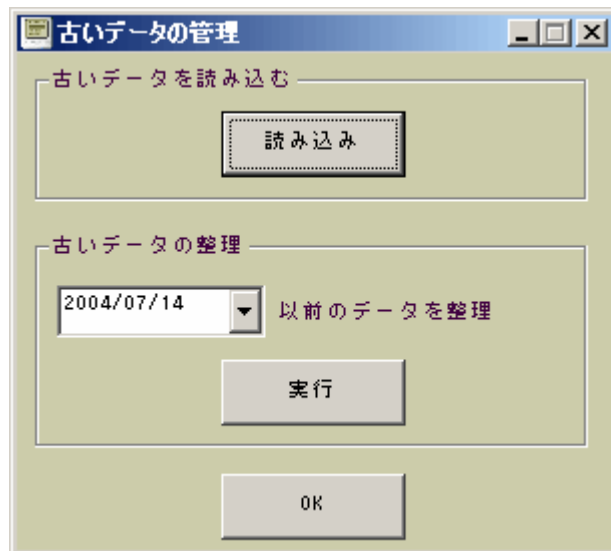 古いデータの管理
古いデータを読み込む
読み込み
古いデータの整理
2004/07/14 以前のデータを整理
実行
OK